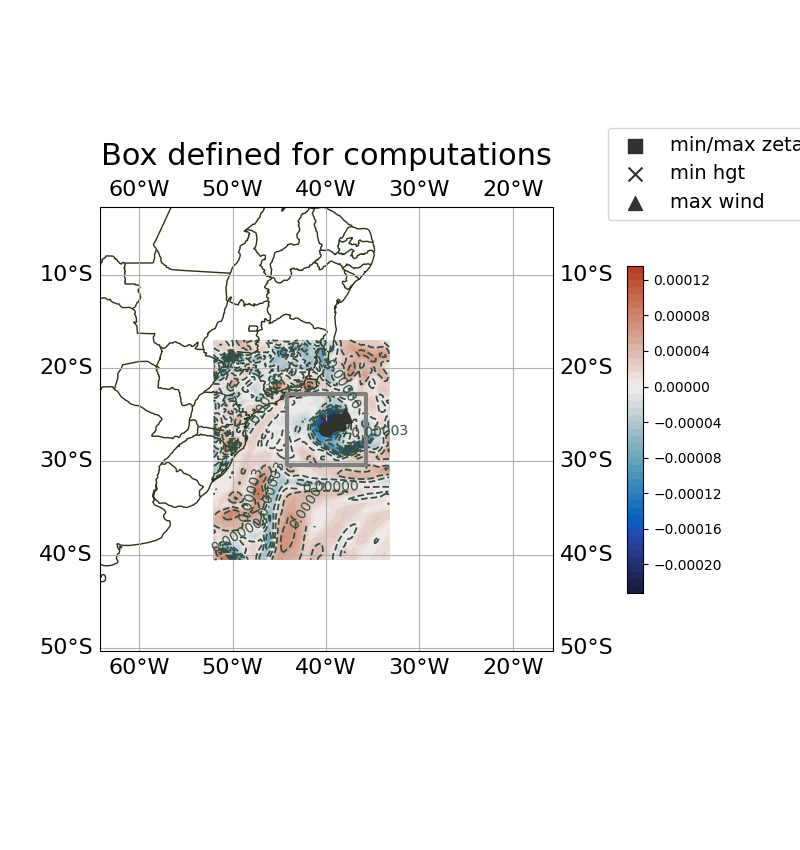 min/max zeta
min hgt
max wind
Box defined for computations
60°W 50°W 40°W 30°W 20°W
10°S 10°S
20°S 20°S
30°S 30°S
40°S 40°S
50°S 50°S
60°W 50°W 40°W 30°W 20°W
0.00012
0.00008
0.00004
0.00000
−0.00004
−0.00008
−0.00012
−0.00016
−0.00020
0.00000